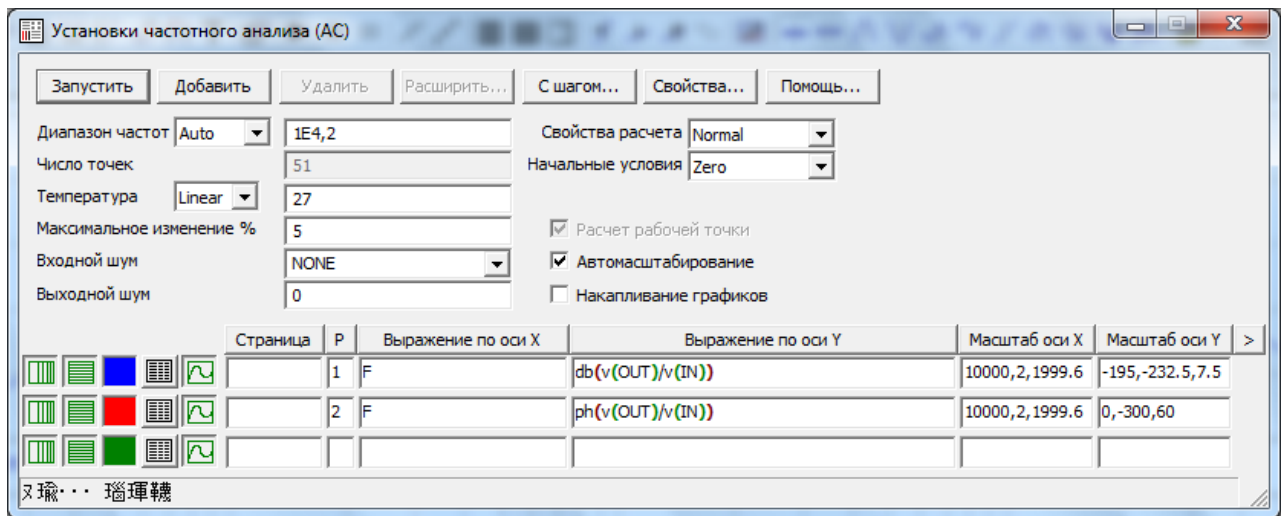 Установки частотного анализа (AC)
Запустить Добавить Удалить Расширить... С шагом... Свойства... Помощь...
Диапазон частот Auto 1E4,2 Свойства расчета Normal
Число точек 51 Начальные условия Zero
Температура Linear 27
Максимальное изменение % 5 Расчет рабочей точки
Входной шум NONE Автомасштабирование
Выходной шум 0 Накапливание графиков
Страница P Выражение по оси X Выражение по оси Y Масштаб оси X Масштаб оси Y >
1 F db(v(OUT)/v(IN)) 10000,2,1999.6 -195,-232.5,7.5
2 F ph(v(OUT)/v(IN)) 10000,2,1999.6 0,-300,60